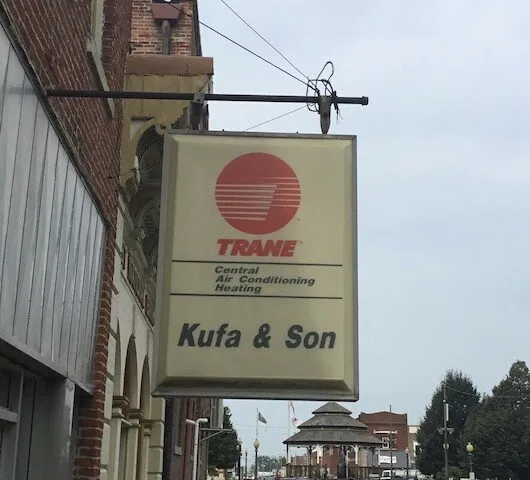 TRANE
Central
Air Conditioning
Heating
Kufa & Son